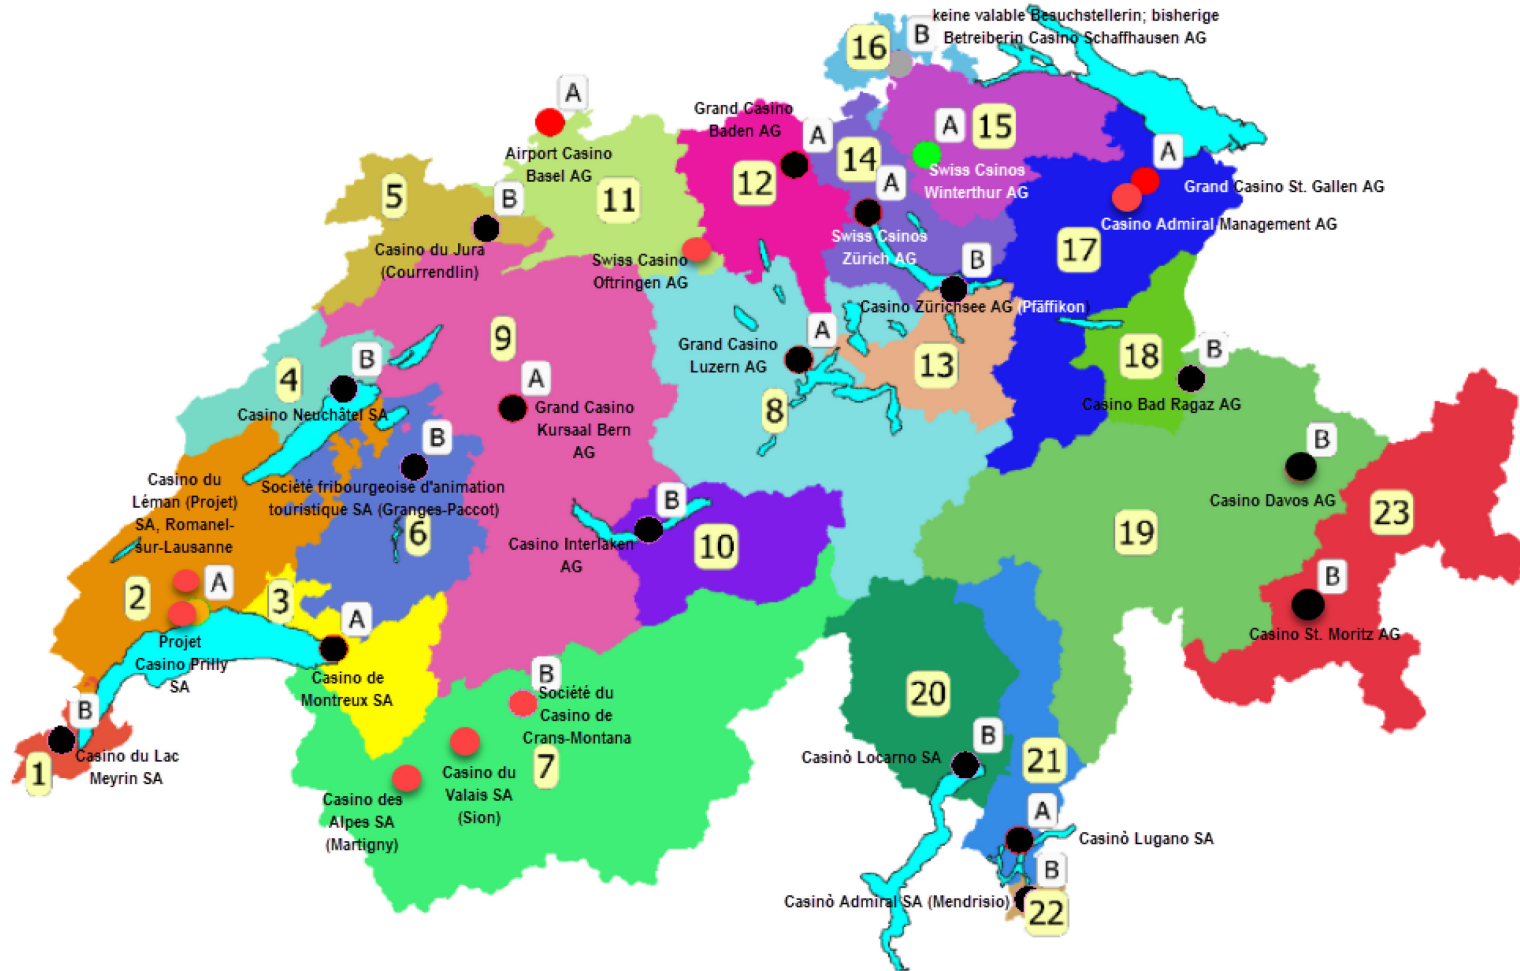 keine valable Besuchstellerin; bisherige
Betreiberin Casino Schaffhausen AG
16
B
A
Airport Casino
Basel AG
11
Grand Casino
Baden AG
A
12
14
A
Swiss Csinos
Zürich AG
A
15
Swiss Csinos
Winterthur AG
A
Grand Casino St. Gallen AG
Casino Admiral Management AG
17
5
B
Casino du Jura
(Courrendlin)
Swiss Casino
Oftringen AG
B
Casino Zürichsee AG (Pfäffikon)
9
A
Grand Casino
Luzern AG
13
18
B
Casino Bad Ragaz AG
4
B
Casino Neuchâtel SA
A
Grand Casino
Kursaal Bern
AG
8
B
Société fribourgeoise d'animation
touristique SA (Granges-Paccot)
6
B
Casino Davos AG
Casino du
Léman (Projet)
SA, Romanel-
sur-Lausanne
B
Casino Interlaken
AG
10
19
23
2
A
3
A
Projet
Casino Prilly
SA
Casino de
Montreux SA
B
Casino St. Moritz AG
B
Société du
Casino de
Crans-Montana
20
B
Casino du Lac
Meyrin SA
1
7
Casino du
Valais SA
(Sion)
Casino des
Alpes SA
(Martigny)
B
Casinò Locarno SA
21
A
Casinò Lugano SA
B
Casinò Admiral SA (Mendrisio)
22